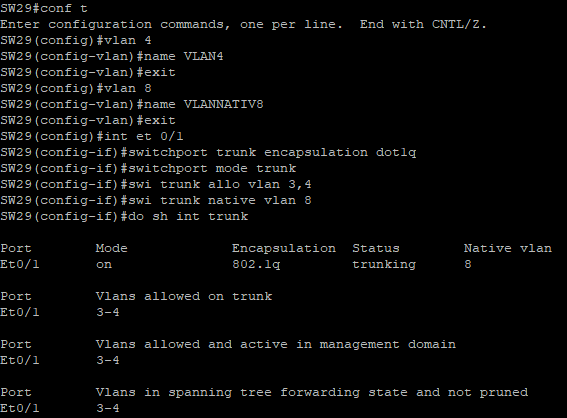 SW29#conf t
Enter configuration commands, one per line.  End with CNTL/Z.
SW29(config)#vlan 4
SW29(config-vlan)#name VLAN4
SW29(config-vlan)#exit
SW29(config)#vlan 8
SW29(config-vlan)#name VLANNATIV8
SW29(config-vlan)#exit
SW29(config)#int et 0/1
SW29(config-if)#switchport trunk encapsulation dot1q
SW29(config-if)#switchport mode trunk
SW29(config-if)#swi trunk allo vlan 3,4
SW29(config-if)#swi trunk native vlan 8
SW29(config-if)#do sh int trunk
Port        Mode             Encapsulation  Status        Native vlan
Et0/1       on               802.1q         trunking      8
Port        Vlans allowed on trunk
Et0/1       3-4
Port        Vlans allowed and active in management domain
Et0/1       3-4
Port        Vlans in spanning tree forwarding state and not pruned
Et0/1       3-4